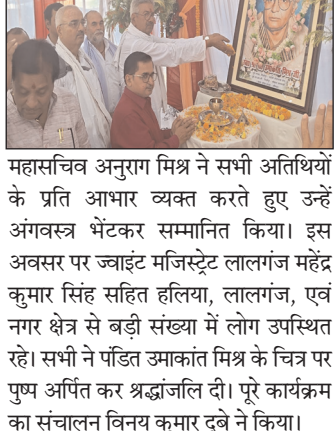 महासचिव अनुराग मिश्र ने सभी अतिथियों
के प्रति आभार व्यक्त करते हुए उन्हें
अंगवस्त्र भेंटकर सम्मानित किया। इस
अवसर पर ज्वाइंट मजिस्ट्रेट लालगंज महेंद्र
कुमार सिंह सहित हलिया, लालगंज, एवं
नगर क्षेत्र से बड़ी संख्या में लोग उपस्थित
रहे। सभी ने पंडित उमाकांत मिश्र के चित्र पर
पुष्प अर्पित कर श्रद्धांजलि दी। पूरे कार्यक्रम
का संचालन विनय कुमार दुबे ने किया।